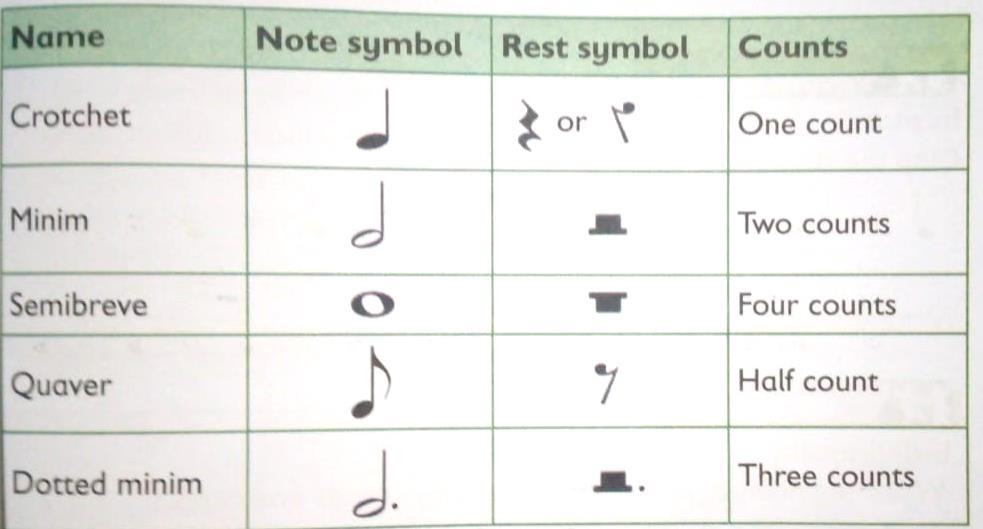 Name Note symbol Rest symbol Counts
Crotchet or One count
Minim Two counts
Semibreve Four counts
Quaver Half count
Dotted minim Three counts